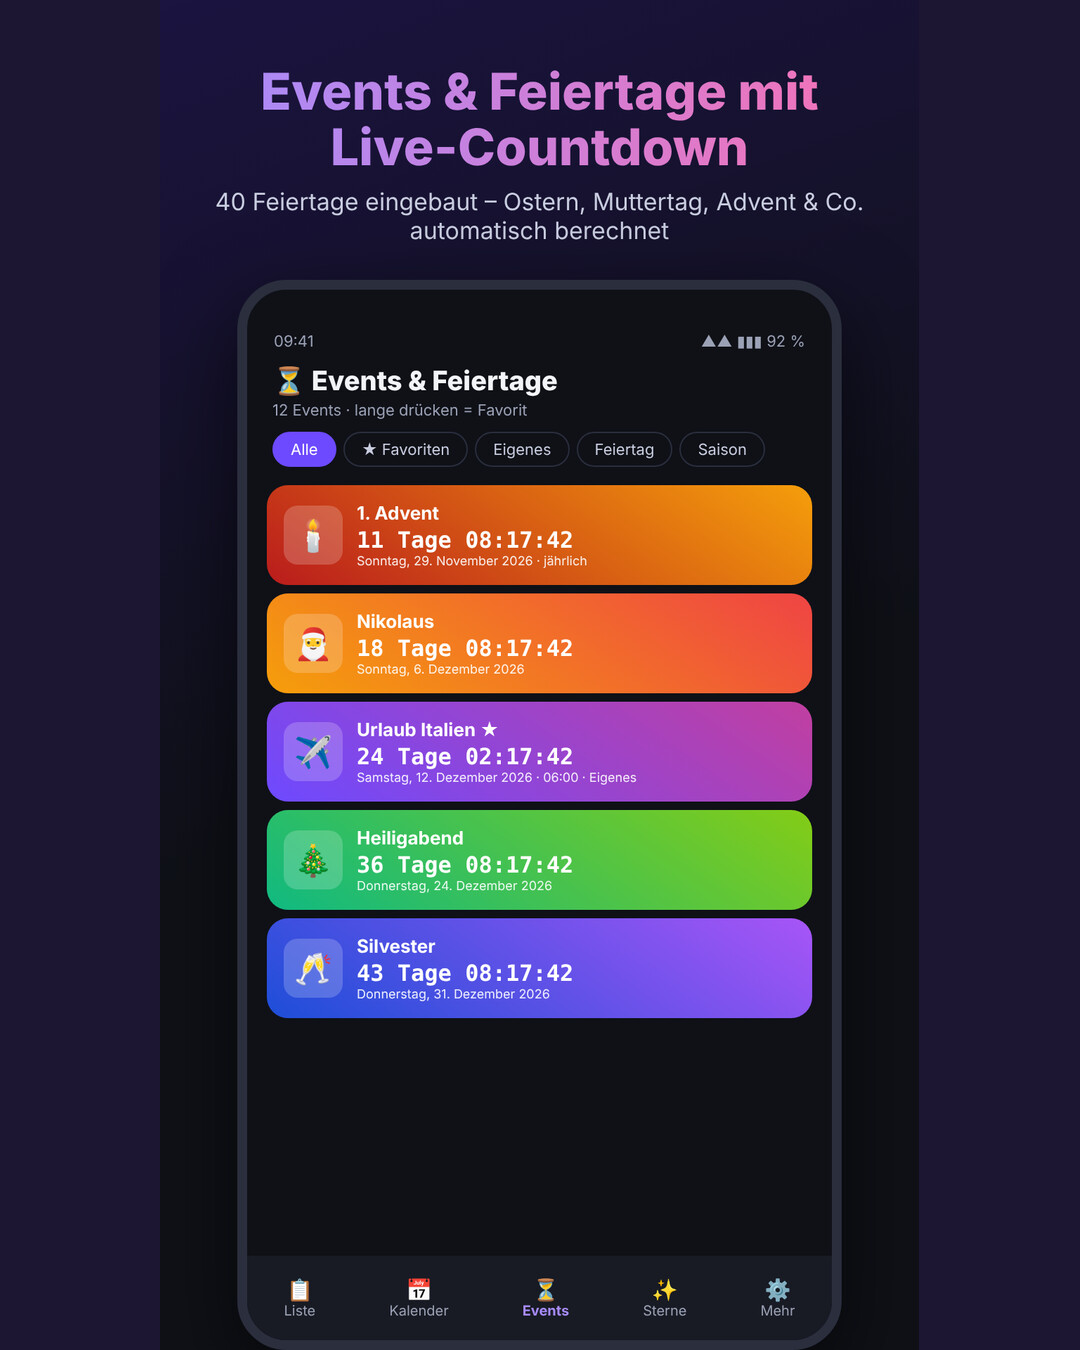 Events & Feiertage mit
Live-Countdown
40 Feiertage eingebaut – Ostern, Muttertag, Advent & Co.
automatisch berechnet
09:41
92 %
Events & Feiertage
12 Events · lange drücken = Favorit
Alle
★ Favoriten
Eigenes
Feiertag
Saison
1. Advent
11 Tage 08:17:42
Sonntag, 29. November 2026 · jährlich
Nikolaus
18 Tage 08:17:42
Sonntag, 6. Dezember 2026
Urlaub Italien ★
24 Tage 02:17:42
Samstag, 12. Dezember 2026 · 06:00 · Eigenes
Heiligabend
36 Tage 08:17:42
Donnerstag, 24. Dezember 2026
Silvester
43 Tage 08:17:42
Donnerstag, 31. Dezember 2026
Liste
Kalender
Events
Sterne
Mehr